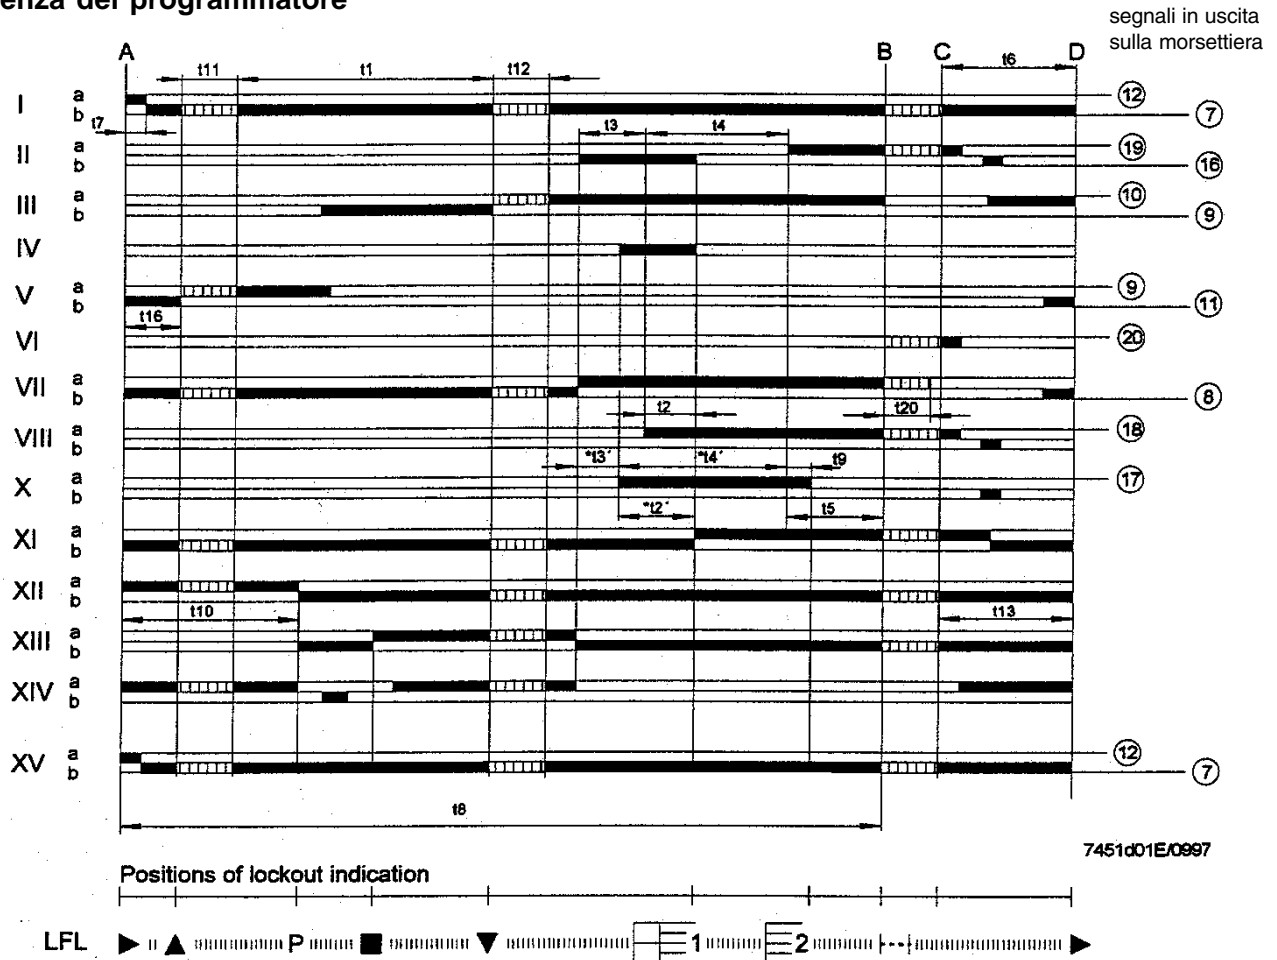 enza del programmatore
segnali in uscita
sulla morsettiera
A B C D
t11 t1 t12 t6
I a b 12 7
t7 t3 t4
II a b 19 16
III a b 10 9
IV
V a b 9 11
t16
VI 20
VII a b 8
t2 t20
VIII a b 18
"t3' "t4' t9
X a b 17
"t2' t5
XI a b
XII a b
t10 t13
XIII a b
XIV a b
XV a b 12 7
t8
7451d01E/0997
Positions of lockout indication
LFL P 1 2